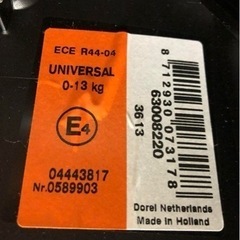 ECE R44-04
UNIVERSAL
0-13 kg
E4
04443817
Nr.0589903
8 712930 073178
63008220
3613
Dorel Netherlands
Made in Holland